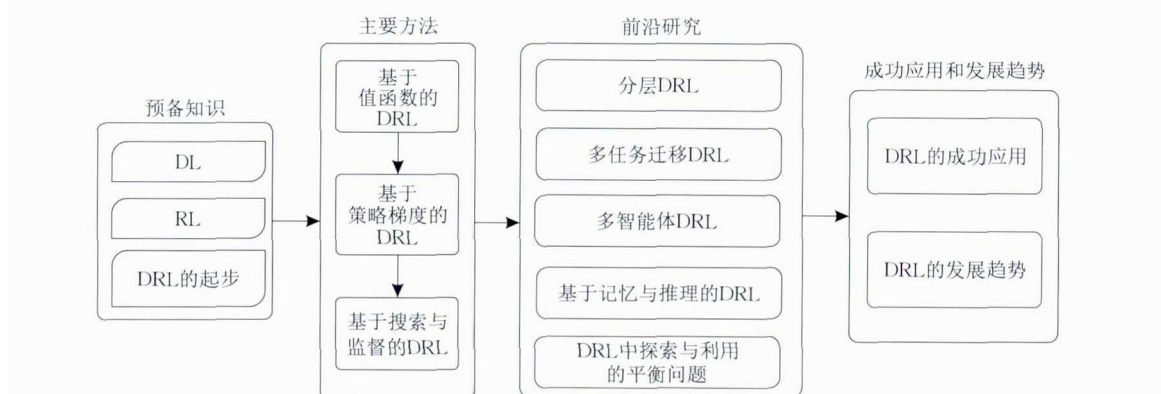 预备知识
DL
RL
DRL的起步
主要方法
基于
值函数的
DRL
基于
策略梯度的
DRL
基于搜索与
监督的DRL
前沿研究
分层DRL
多任务迁移DRL
多智能体DRL
基于记忆与推理的DRL
DRL中探索与利用
的平衡问题
成功应用和发展趋势
DRL的成功应用
DRL的发展趋势